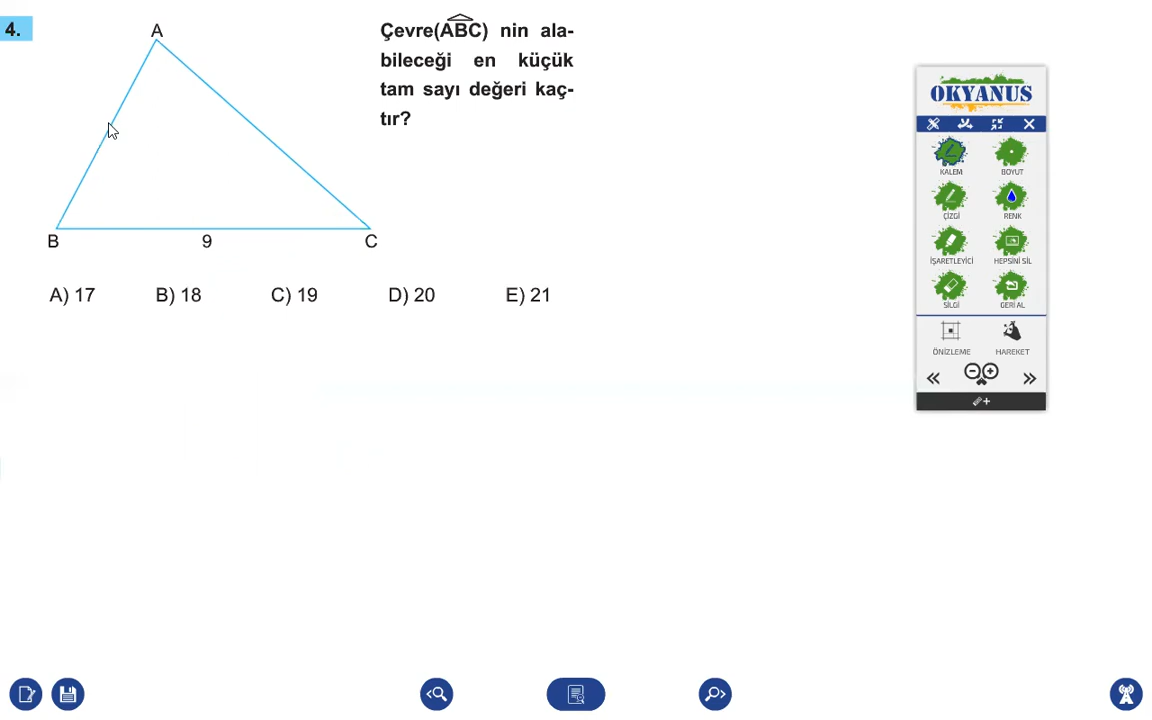 4.
A
B
9
C
Çevre(ABC) nin ala-
bileceği en küçük
tam sayı değeri kaç-
tır?
A) 17 B) 18 C) 19 D) 20 E) 21
OKYANUS
KALEM BOYUT
ÇİZGİ RENK
İŞARETLEYİCİ HEPSİNİ SİL
SİLGİ GERİ AL
ÖNİZLEME HAREKET